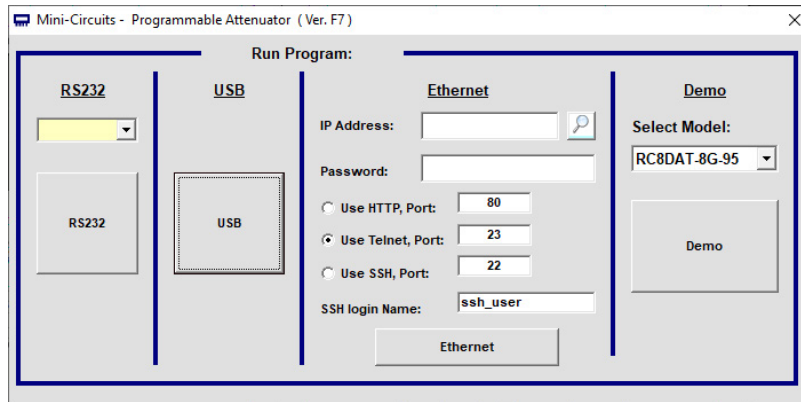 Mini-Circuits - Programmable Attenuator ( Ver. F7 )
Run Program:
RS232
RS232
USB
USB
Ethernet
IP Address:
Password:
Use HTTP, Port: 80
Use Telnet, Port: 23
Use SSH, Port: 22
SSH login Name: ssh_user
Ethernet
Demo
Select Model:
RC8DAT-8G-95
Demo